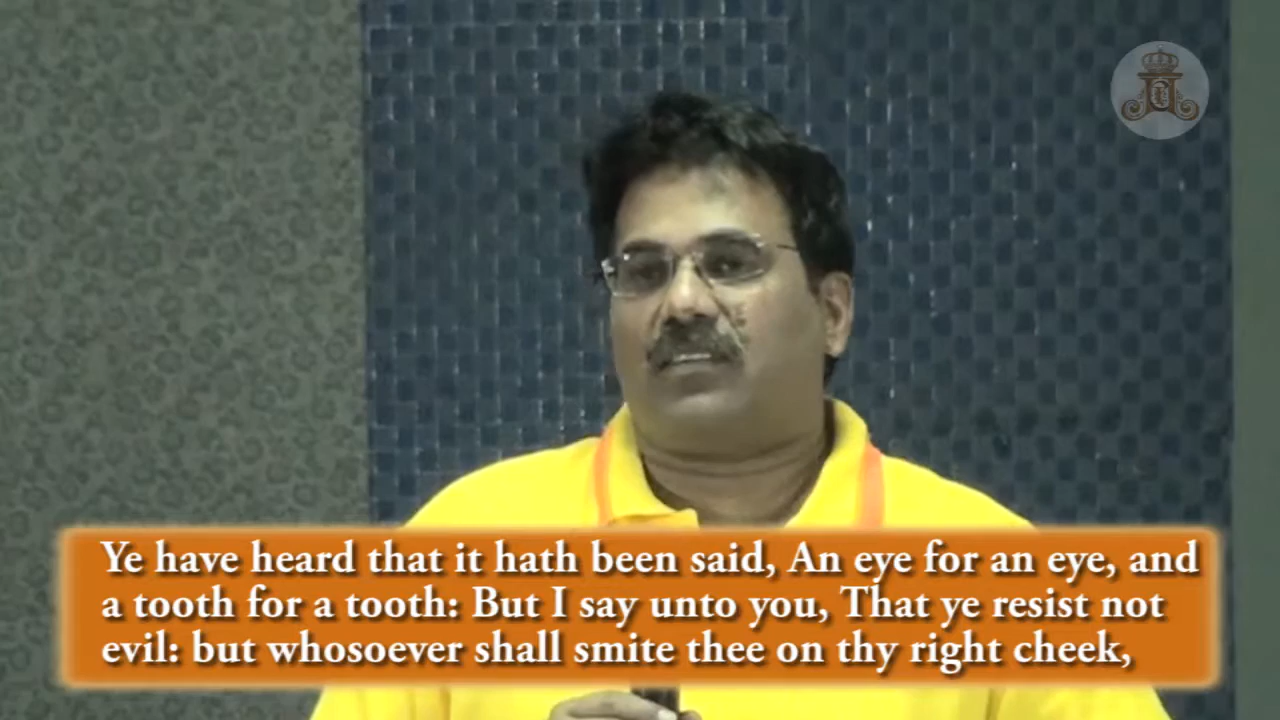 Ye have heard that it hath been said, An eye for an eye, and
a tooth for a tooth: But I say unto you, That ye resist not
evil: but whosoever shall smite thee on thy right cheek,